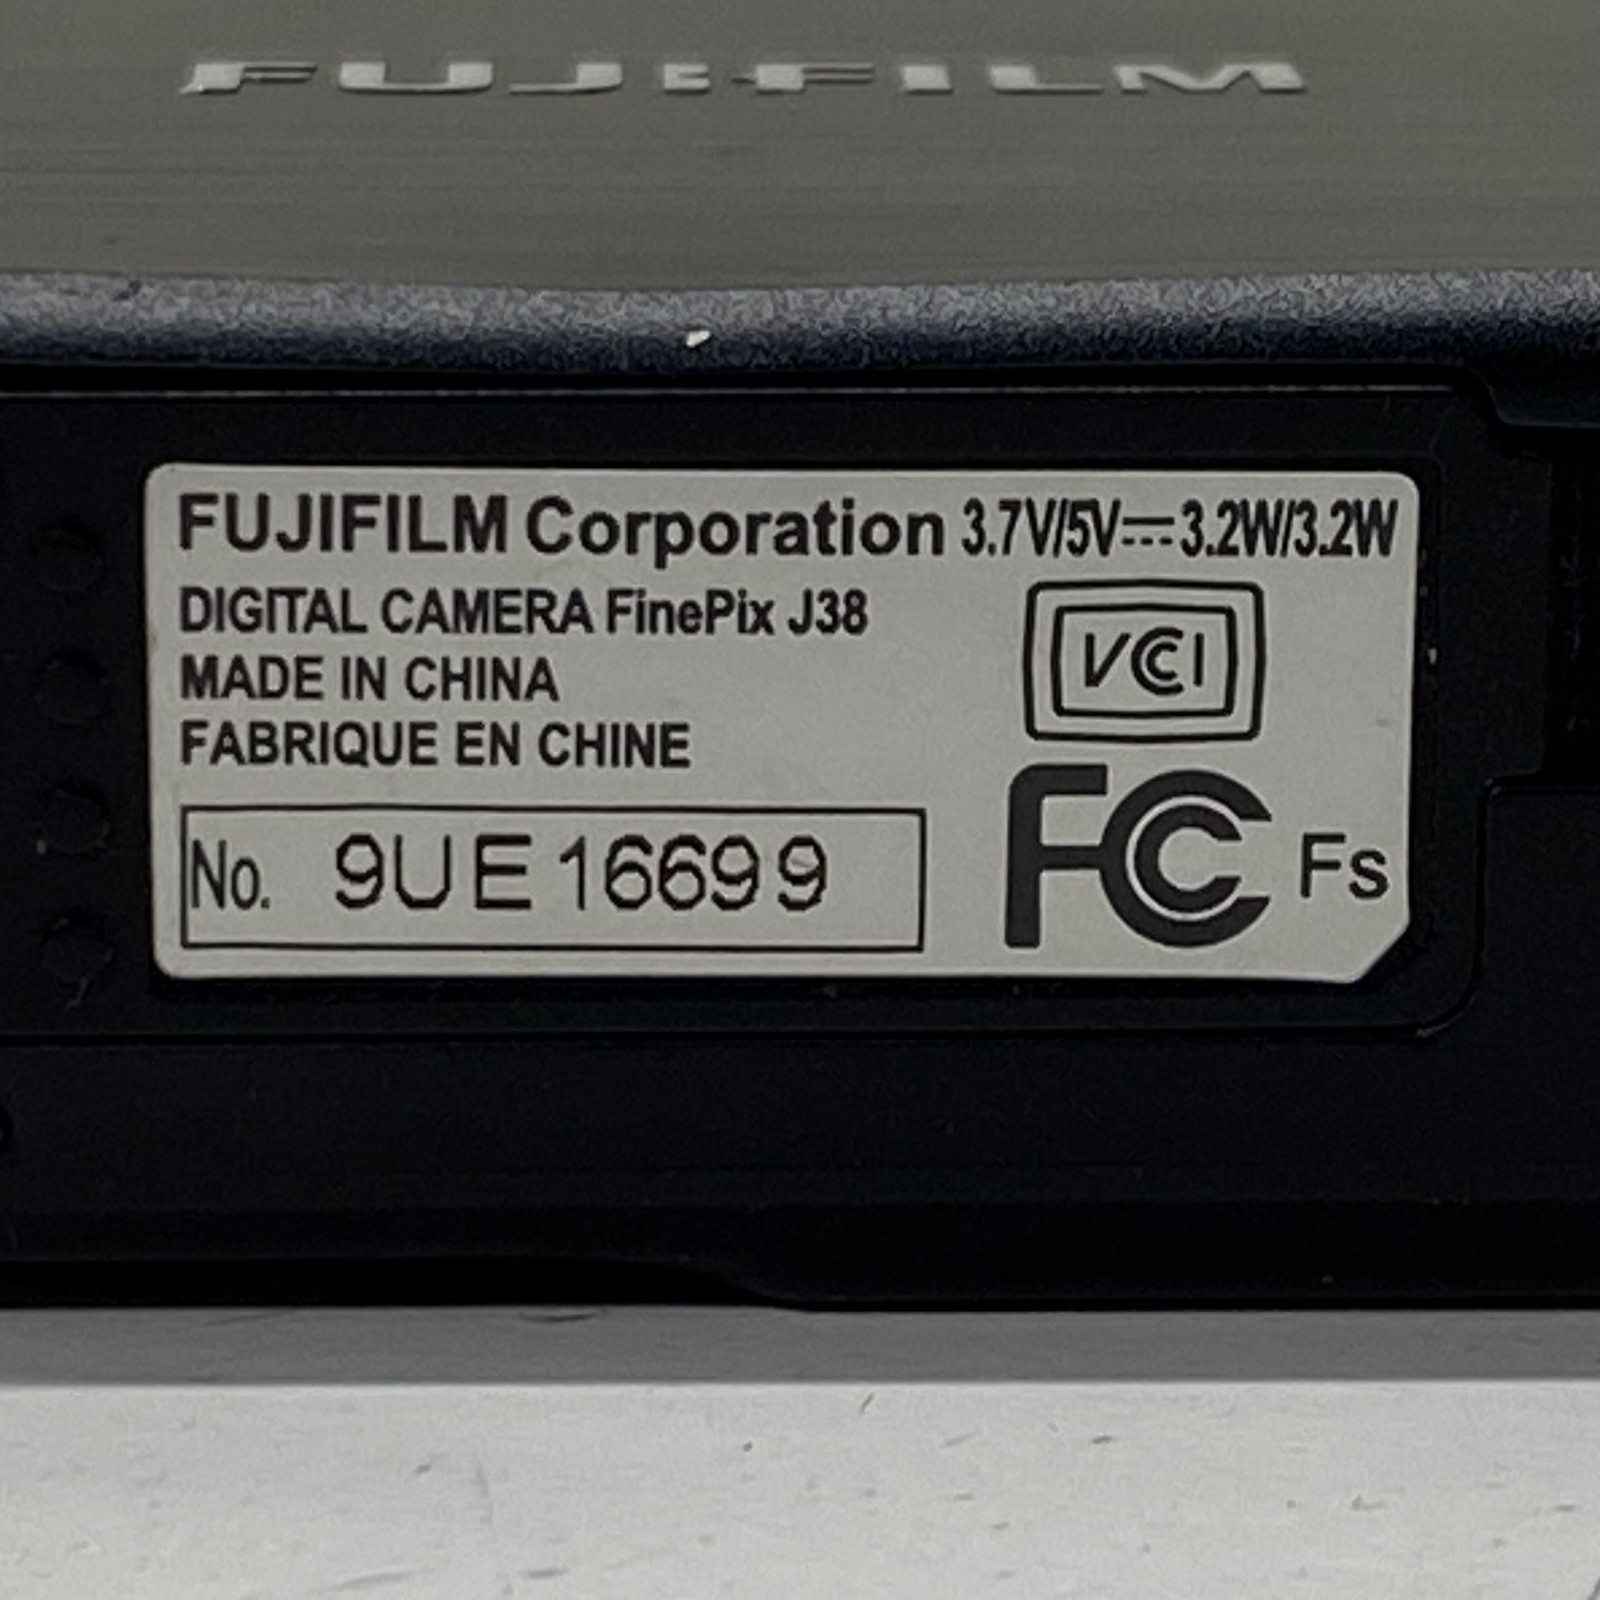 FUJIFILM
FUJIFILM Corporation 3.7V/5V⎓3.2W/3.2W
DIGITAL CAMERA FinePix J38
MADE IN CHINA
FABRIQUE EN CHINE
VCCI
No. 9UE16699
FC Fs